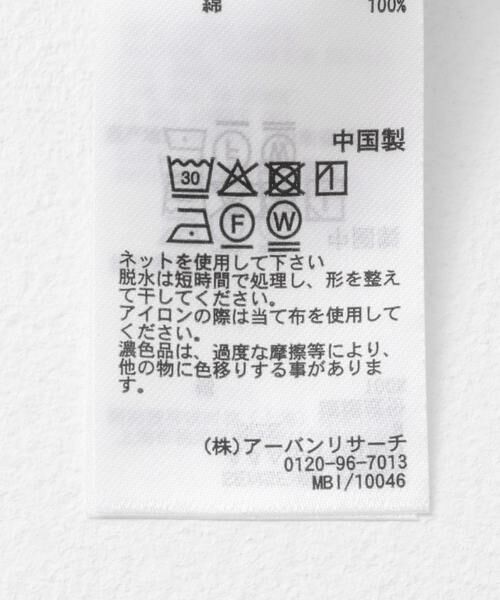 綿 100%
中国製
30
F W
ネットを使用して下さい
脱水は短時間で処理し、形を整え
て干してください。
アイロンの際は当て布を使用して
ください。
濃色品は、過度な摩擦等により、
他の物に色移りする事がありま
す。
(株)アーバンリサーチ
0120-96-7013
MBI/10046